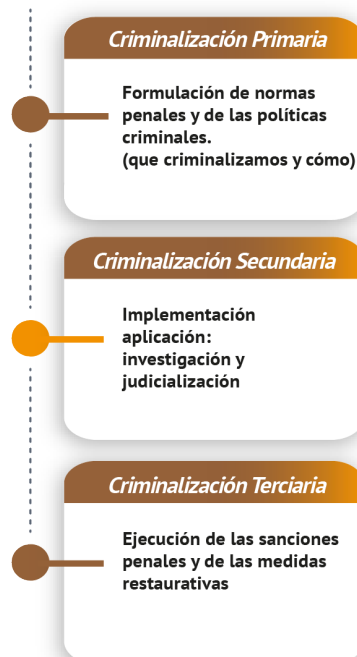 Criminalización Primaria
Formulación de normas
penales y de las políticas
criminales.
(que criminalizamos y cómo)
Criminalización Secundaria
Implementación
aplicación:
investigación y
judicialización
Criminalización Terciaria
Ejecución de las sanciones
penales y de las medidas
restaurativas